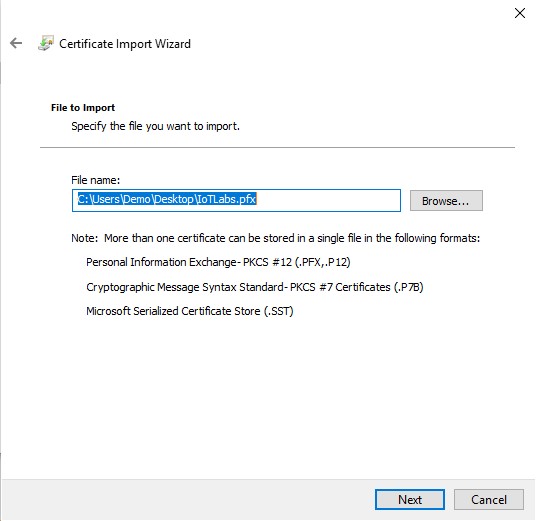 Certificate Import Wizard
File to Import
Specify the file you want to import.
File name:
C:\Users\Demo\Desktop\IoTLabs.pfx
Browse...
Note: More than one certificate can be stored in a single file in the following formats:
Personal Information Exchange- PKCS #12 (.PFX,.P12)
Cryptographic Message Syntax Standard- PKCS #7 Certificates (.P7B)
Microsoft Serialized Certificate Store (.SST)
Next
Cancel